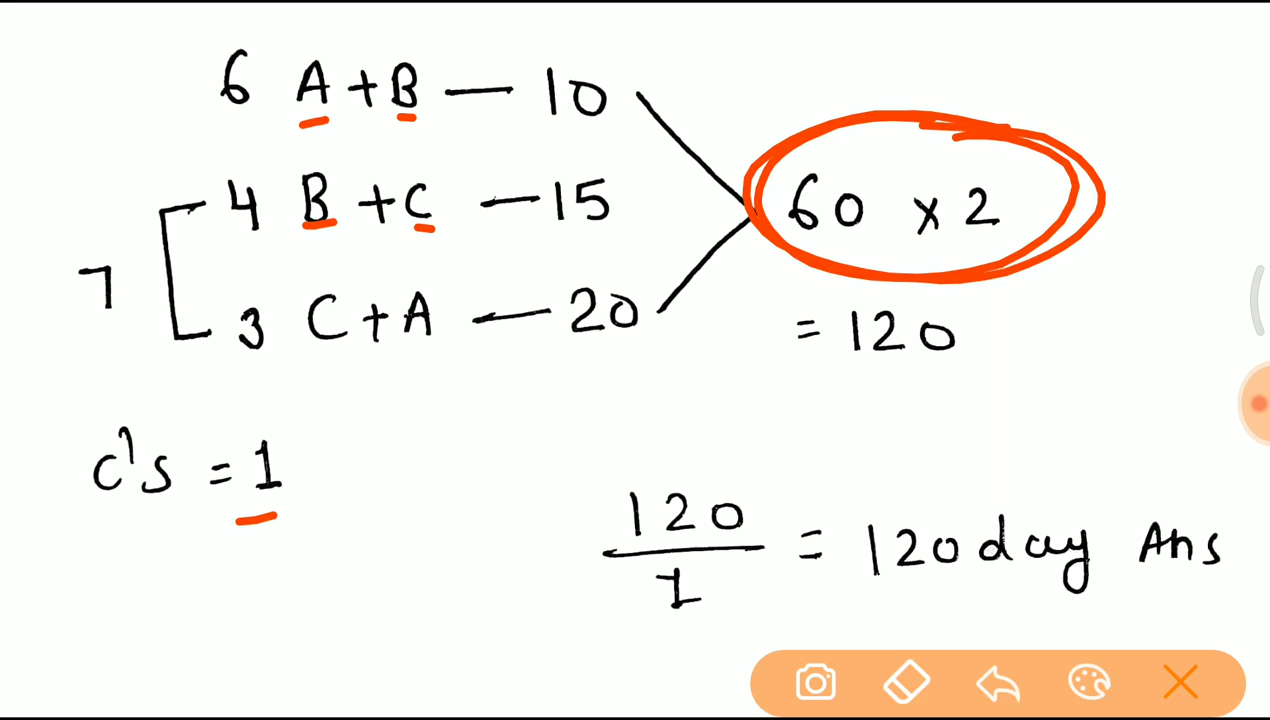 6 A+B — 10
4 B+C — 15
60 x 2
7
3 C+A — 20
= 120
C's = 1
120
1
= 120 day Ans